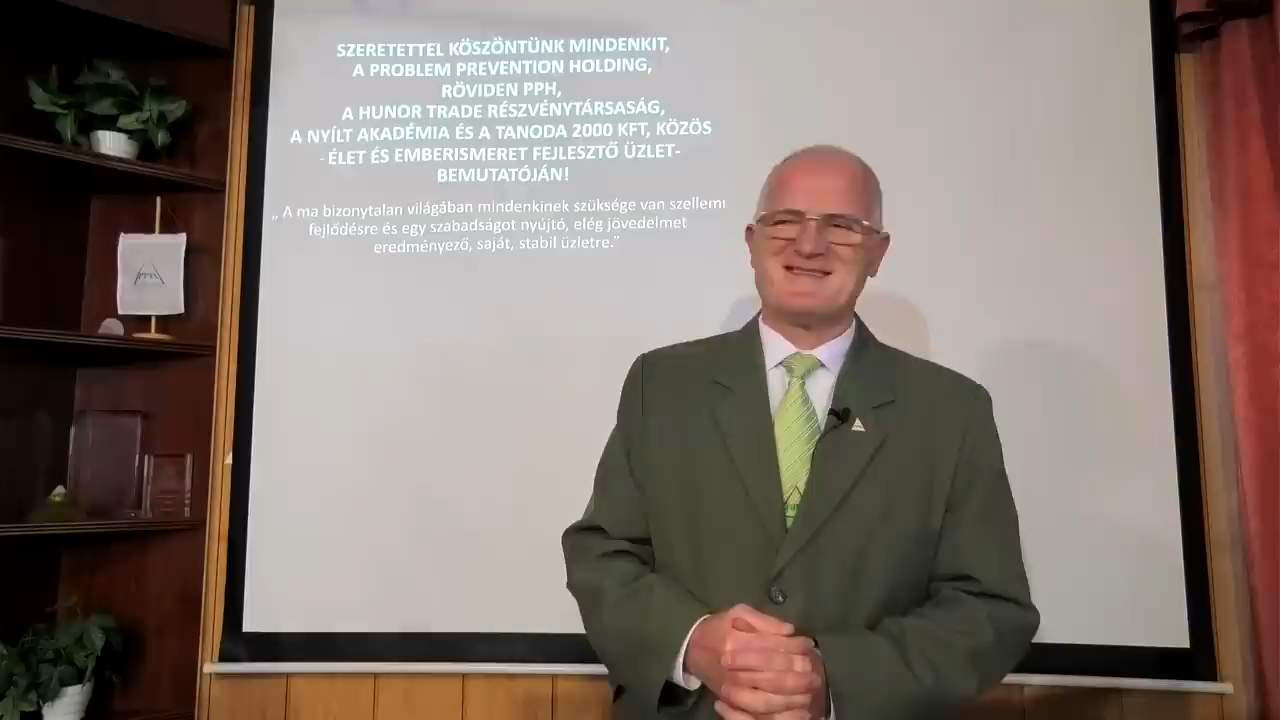 SZERETETTEL KÖSZÖNTÜNK MINDENKIT,
A PROBLEM PREVENTION HOLDING,
RÖVIDEN PPH,
A HUNOR TRADE RÉSZVÉNYTÁRSASÁG,
A NYÍLT AKADÉMIA ÉS A TANODA 2000 KFT, KÖZÖS
- ÉLET ÉS EMBERISMERET FEJLESZTŐ ÜZLET-
BEMUTATÓJÁN!
„ A ma bizonytalan világában mindenkinek szüksége van szellemi
fejlődésre és egy szabadságot nyújtó, elég jövedelmet
eredményező, saját, stabil üzletre.”